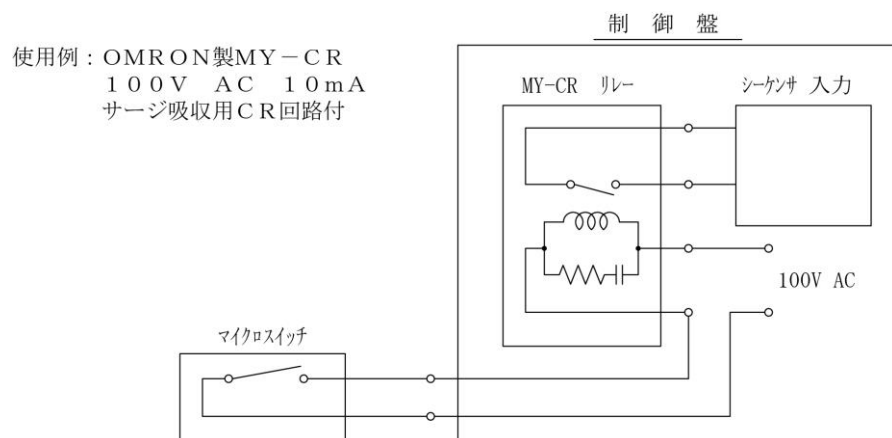 制 御 盤
使用例：OMRON製MY－CR
100V AC 10mA
サージ吸収用CR回路付
MY-CR ﾘﾚｰ
ｼｰｹﾝｻ 入力
100V AC
ﾏｲｸﾛｽｲｯﾁ